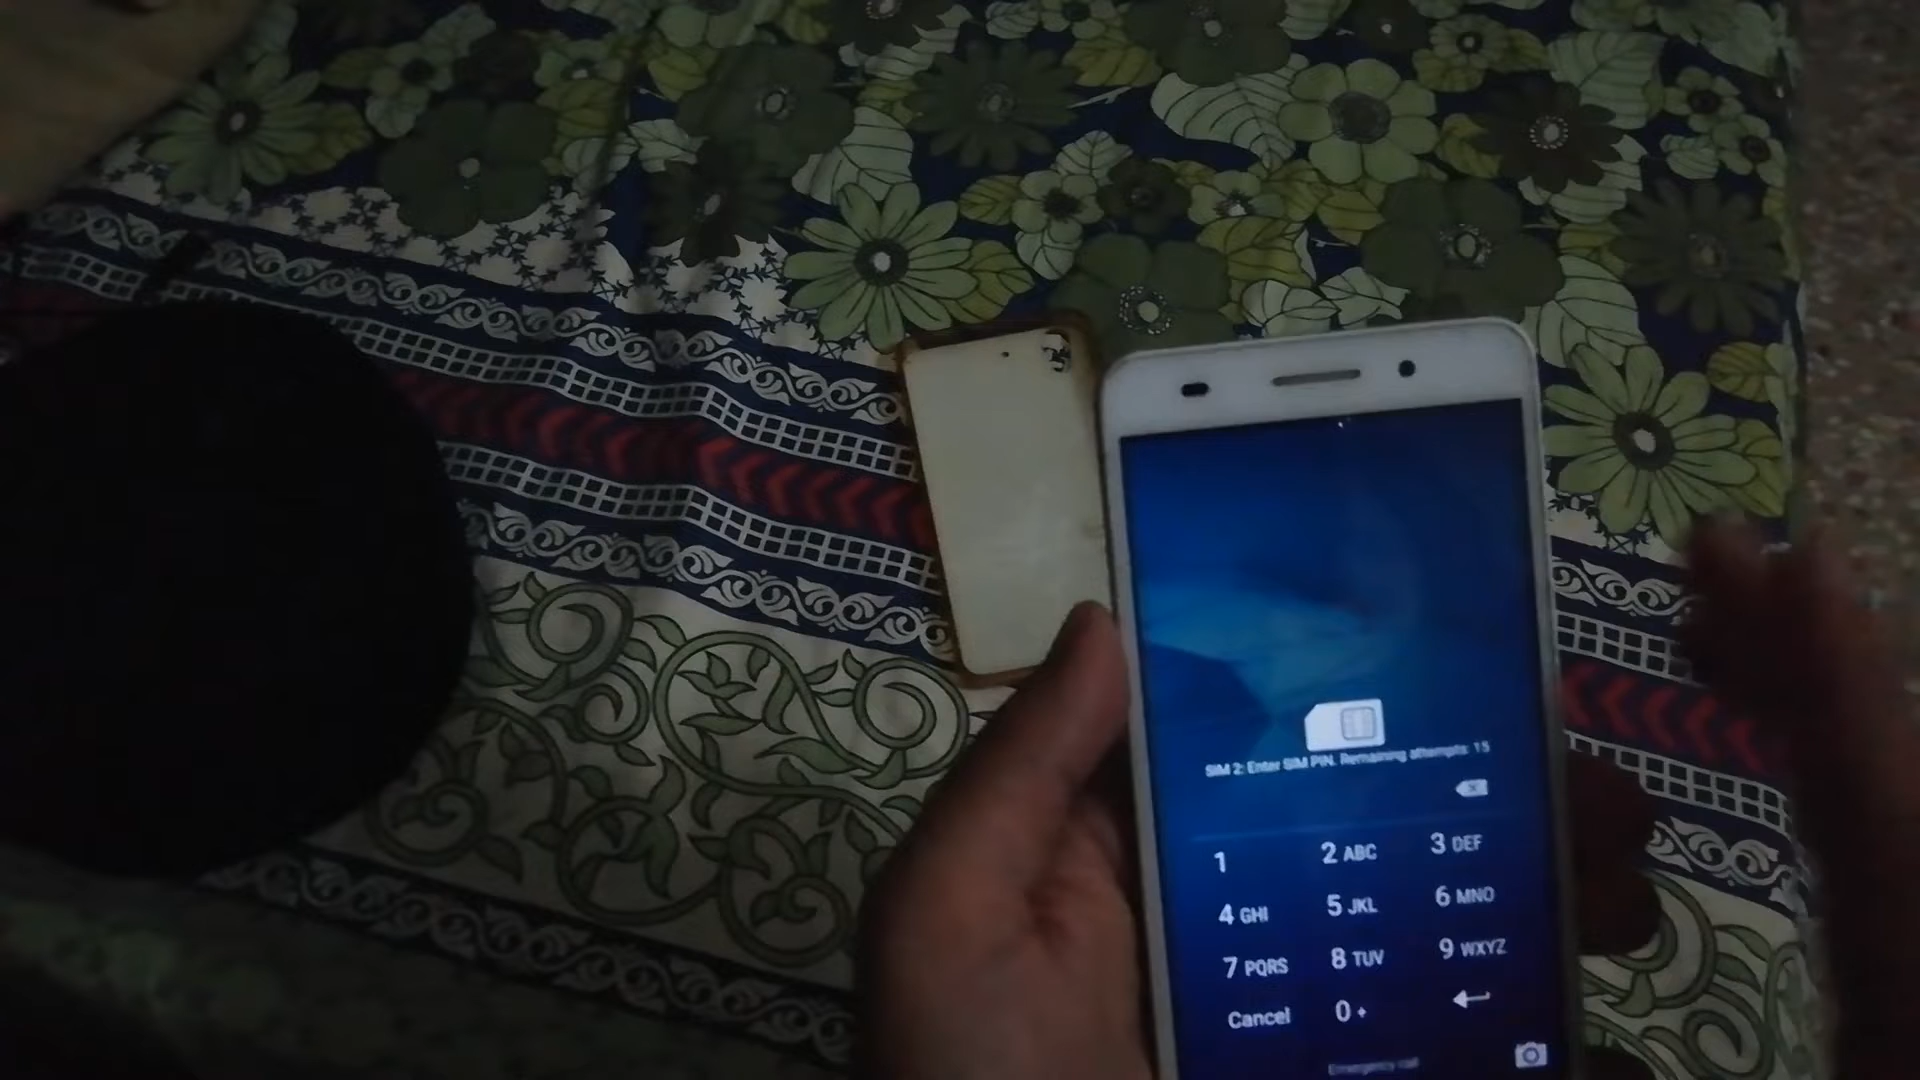 SIM 2: Enter SIM PIN. Remaining attempts: 15
1 2 ABC 3 DEF
4 GHI 5 JKL 6 MNO
7 PQRS 8 TUV 9 WXYZ
Cancel 0 +
Emergency call